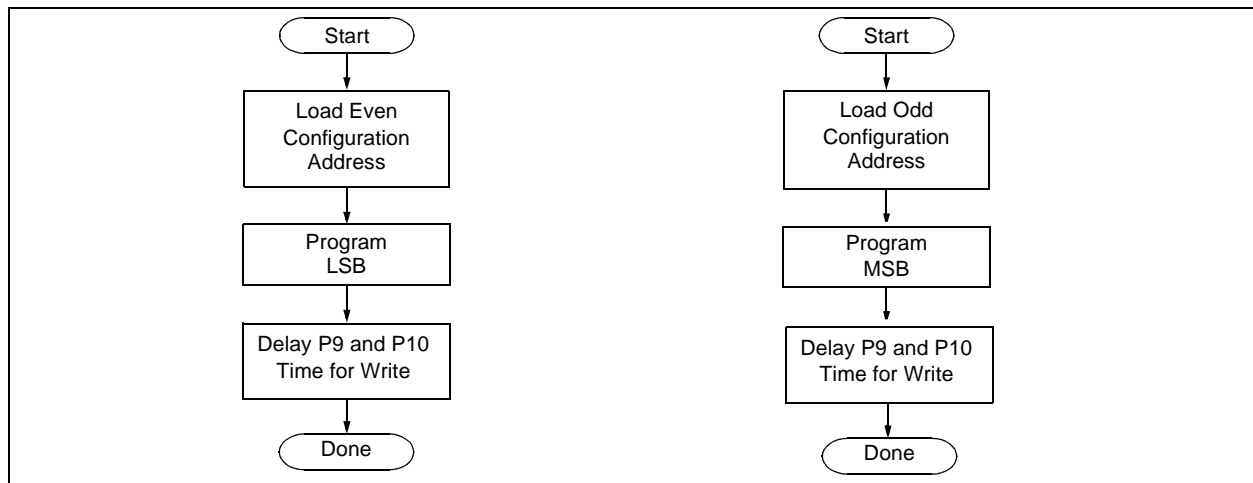 Start
Load Even
Configuration
Address
Program
LSB
Delay P9 and P10
Time for Write
Done
Start
Load Odd
Configuration
Address
Program
MSB
Delay P9 and P10
Time for Write
Done